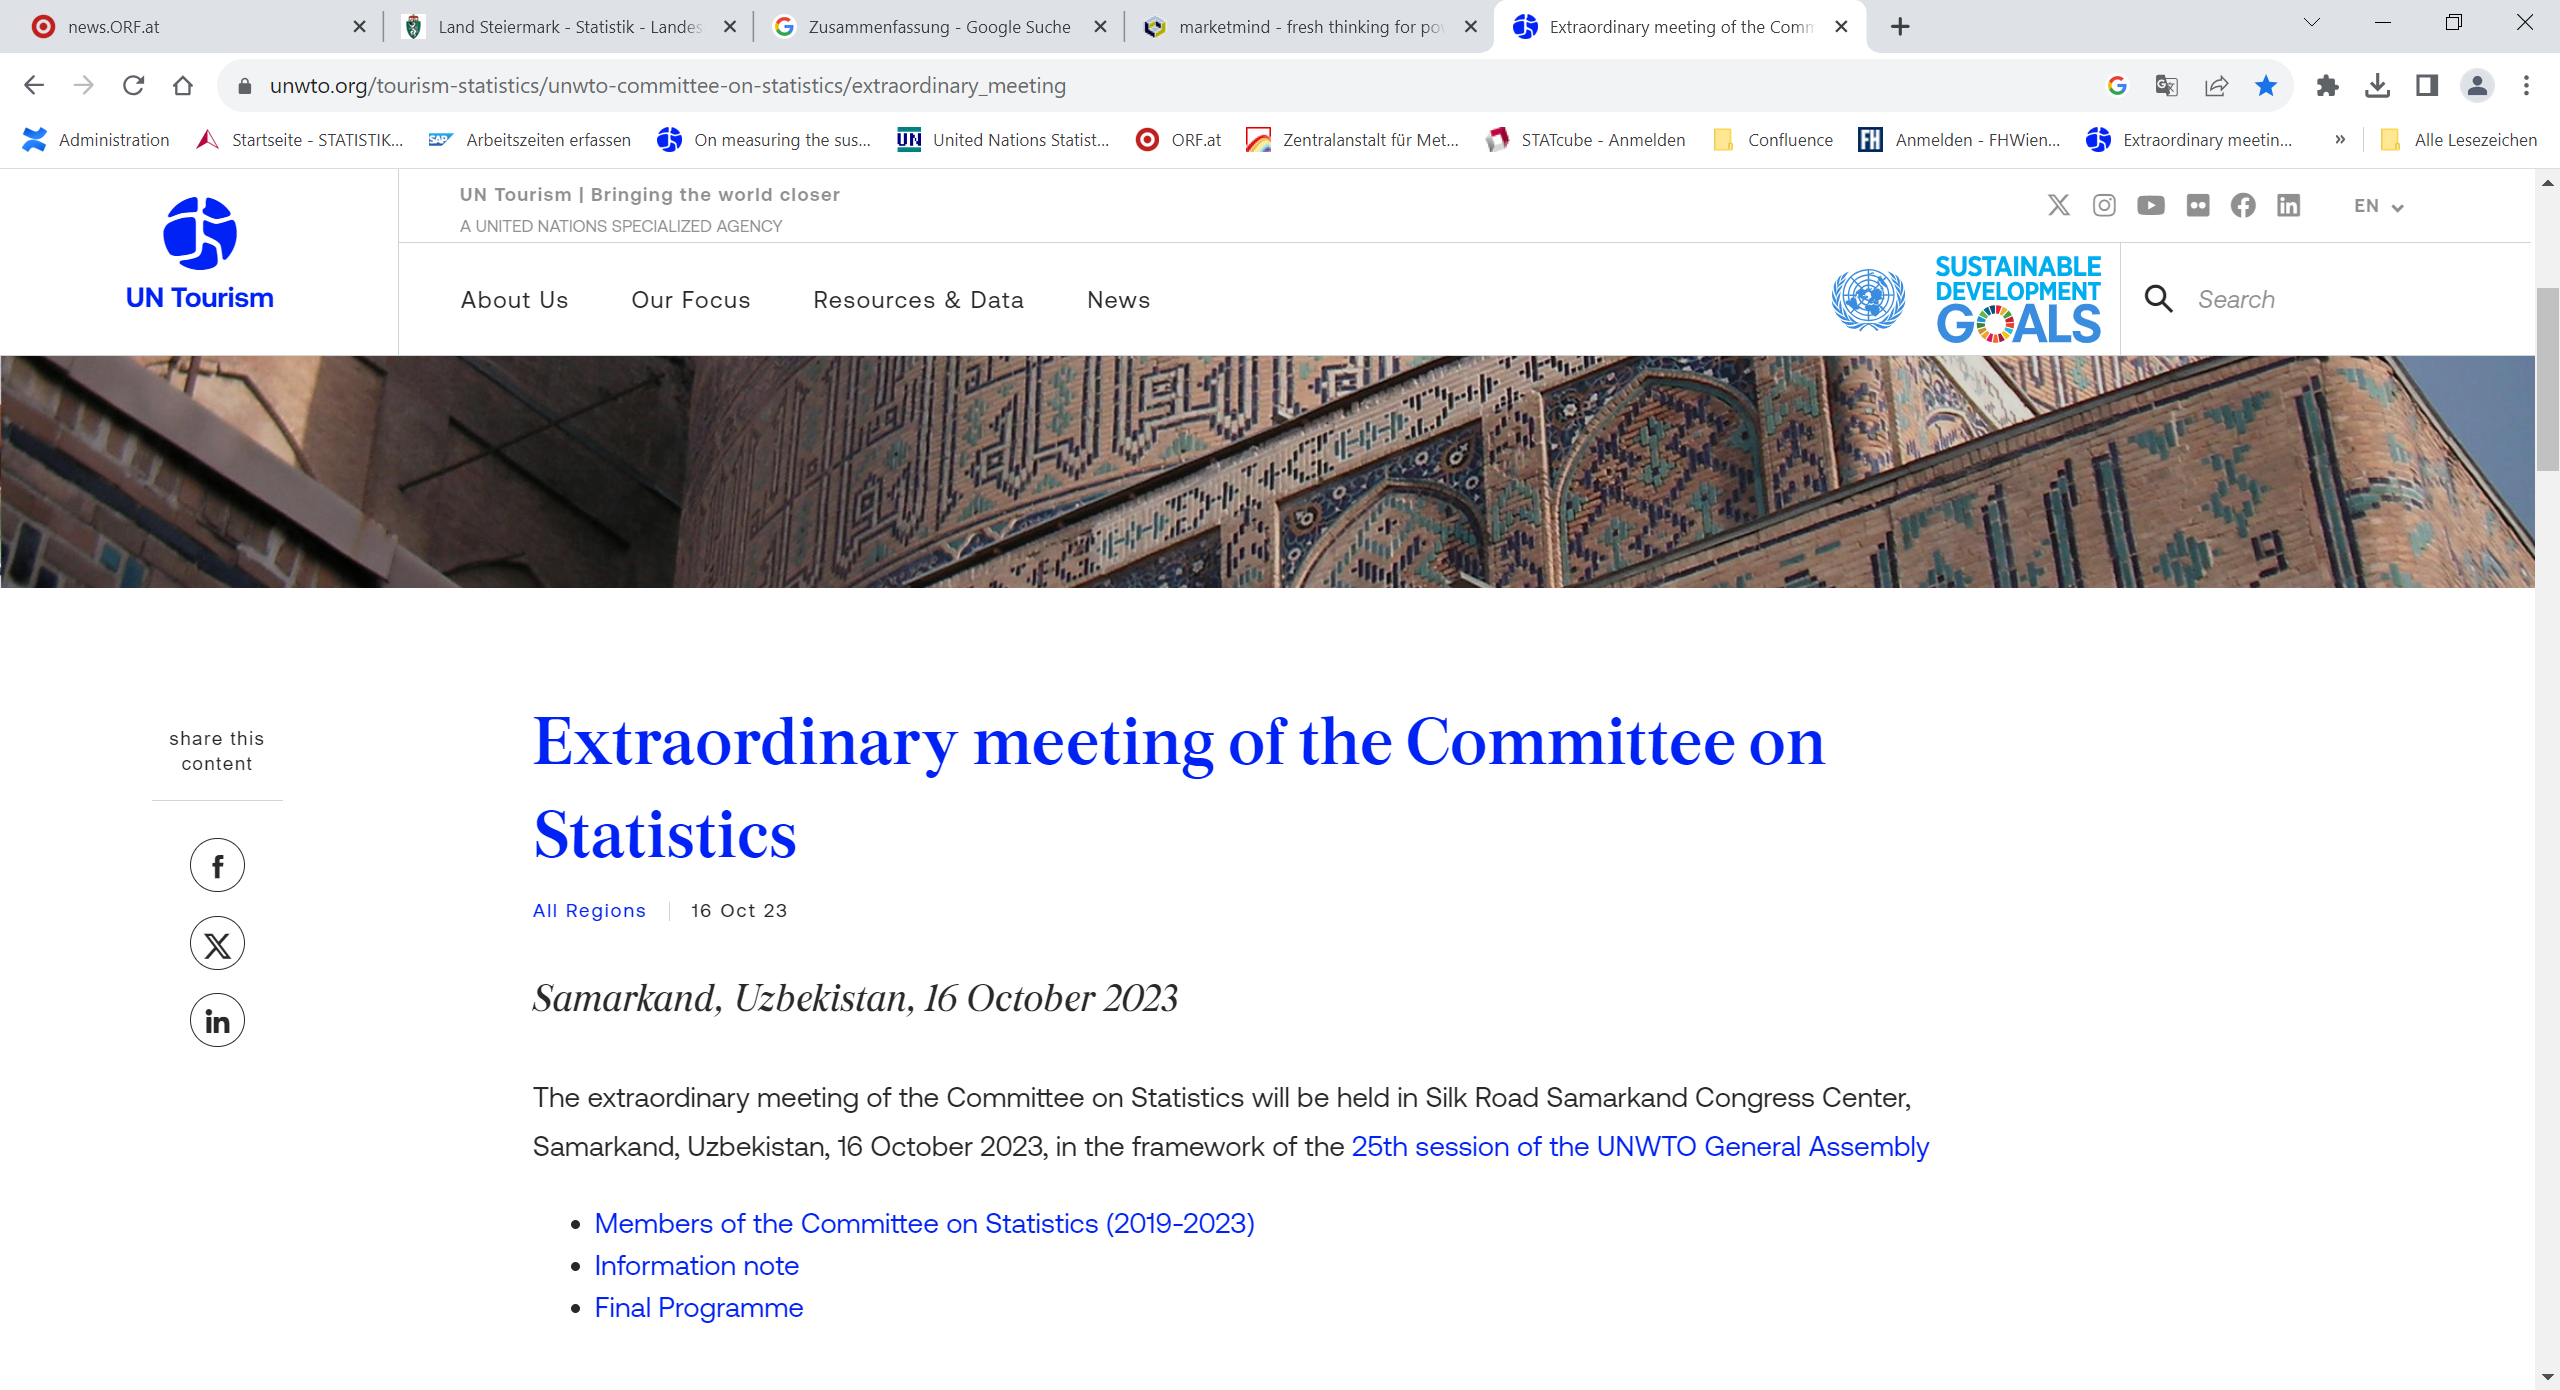 news.ORF.at
Land Steiermark - Statistik - Landes
Zusammenfassung - Google Suche
marketmind - fresh thinking for po
Extraordinary meeting of the Comm
unwto.org/tourism-statistics/unwto-committee-on-statistics/extraordinary_meeting
Administration
Startseite - STATISTIK...
SAP
Arbeitszeiten erfassen
On measuring the sus...
UN
United Nations Statist...
ORF.at
Zentralanstalt für Met...
STATcube - Anmelden
Confluence
FH
Anmelden - FHWien...
Extraordinary meetin...
»
Alle Lesezeichen
UN Tourism
UN Tourism | Bringing the world closer
A UNITED NATIONS SPECIALIZED AGENCY
EN
About Us
Our Focus
Resources & Data
News
SUSTAINABLE
DEVELOPMENT
GOALS
Search
share this
content
Extraordinary meeting of the Committee on
Statistics
All Regions
16 Oct 23
Samarkand, Uzbekistan, 16 October 2023
The extraordinary meeting of the Committee on Statistics will be held in Silk Road Samarkand Congress Center,
Samarkand, Uzbekistan, 16 October 2023, in the framework of the 25th session of the UNWTO General Assembly
• Members of the Committee on Statistics (2019-2023)
• Information note
• Final Programme